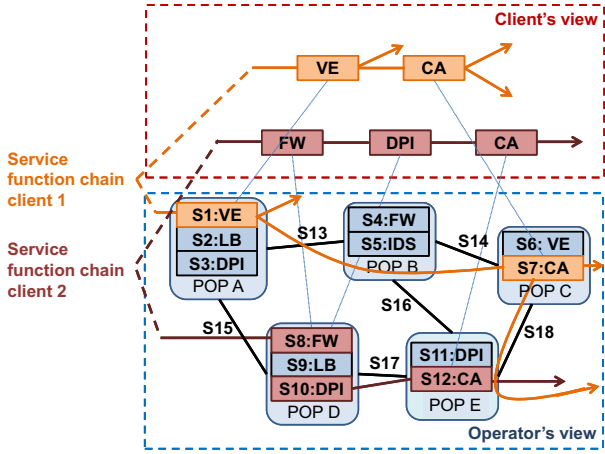 Client's view
VE
CA
FW
DPI
CA
Service
function chain
client 1
Service
function chain
client 2
S1:VE
S2:LB
S3:DPI
POP A
S13
S4:FW
S5:IDS
POP B
S14
S6: VE
S7:CA
POP C
S15
S16
S18
S8:FW
S9:LB
S10:DPI
POP D
S17
S11:DPI
S12:CA
POP E
Operator's view